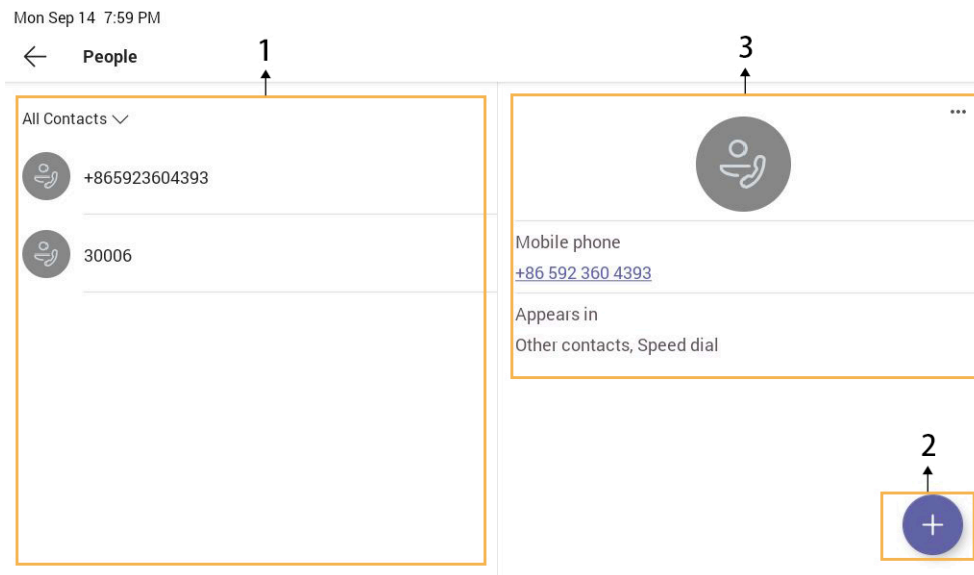 Mon Sep 14 7:59 PM
People
1
3
All Contacts
+865923604393
30006
Mobile phone
+86 592 360 4393
Appears in
Other contacts, Speed dial
2